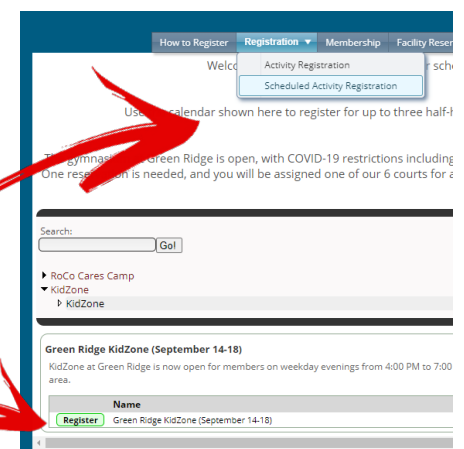 How to Register Registration ▼ Membership Facility Reser
Welc
Activity Registration
r sch
Scheduled Activity Registration
Us calendar shown here to register for up to three half-h
gymnas Green Ridge is open, with COVID-19 restrictions including
One res n is needed, and you will be assigned one of our 6 courts for a
Search:
Go!
RoCo Cares Camp
KidZone
KidZone
Green Ridge KidZone (September 14-18)
KidZone at Green Ridge is now open for members on weekday evenings from 4:00 PM to 7:00
area.
Name
Register Green Ridge KidZone (September 14-18)